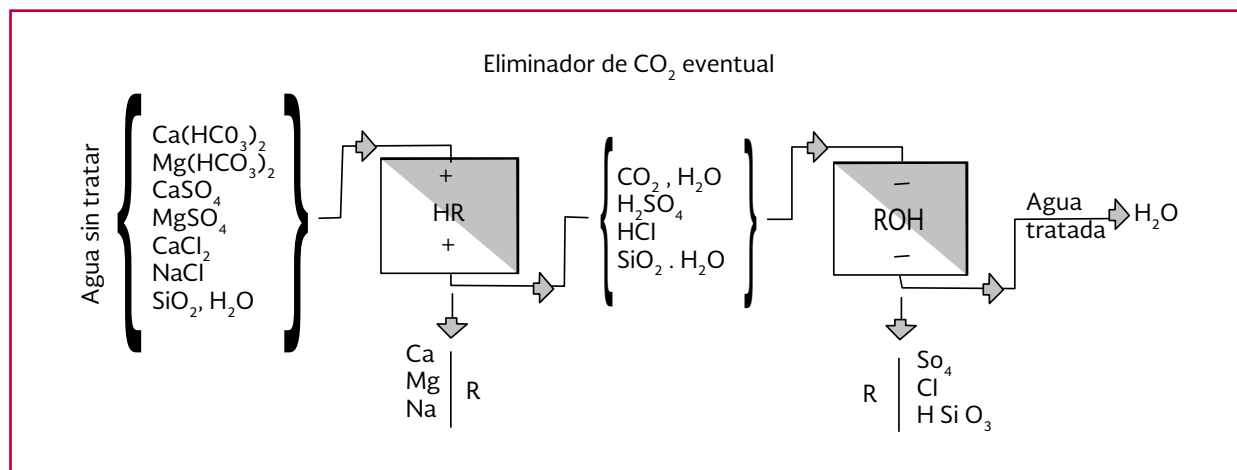 Eliminador de CO₂ eventual
Agua sin tratar
Ca(HC0₃)₂
Mg(HCO₃)₂
CaSO₄
MgSO₄
CaCl₂
NaCl
SiO₂, H₂O
+
HR
+
Ca
Mg
Na
R
CO₂ , H₂O
H₂SO₄
HCl
SiO₂ . H₂O
–
ROH
–
R
So₄
Cl
H Si O₃
Agua
tratada
H₂O